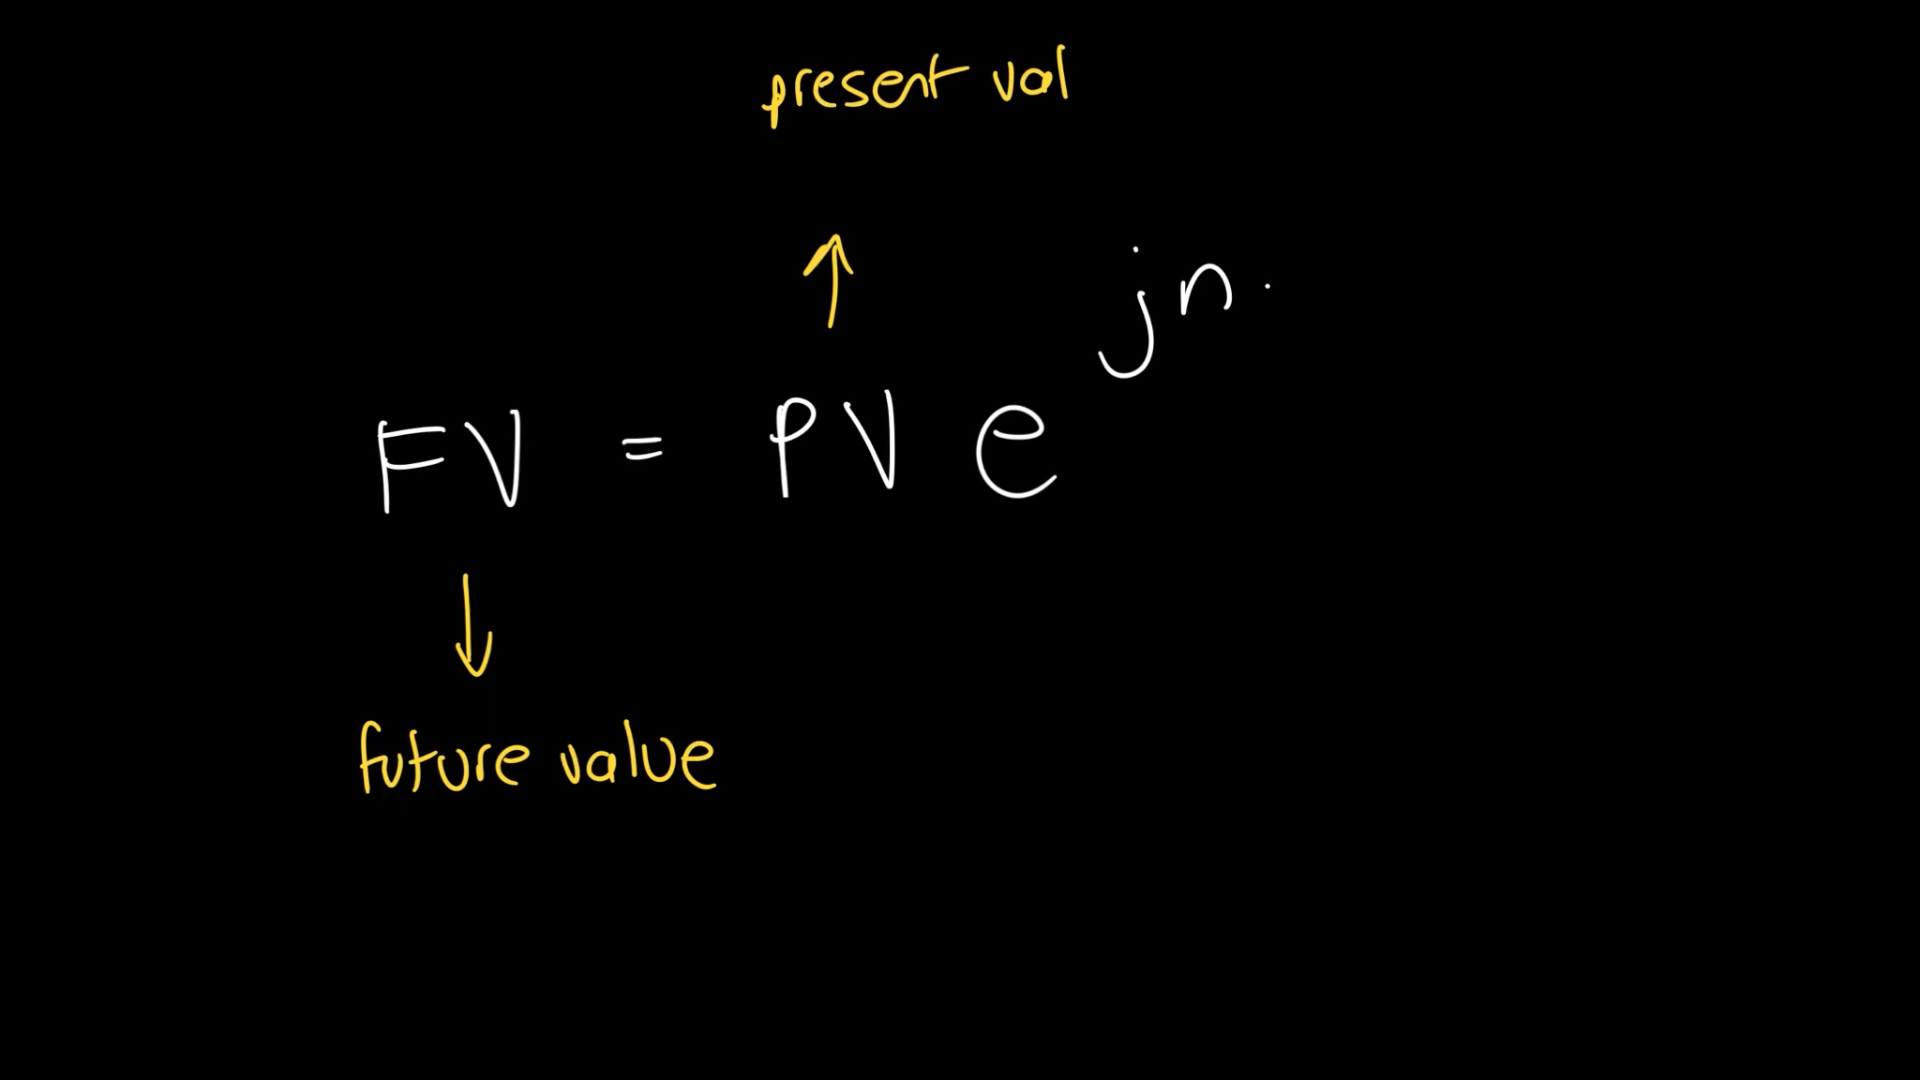 present val
FV = PV e^jn.
future value